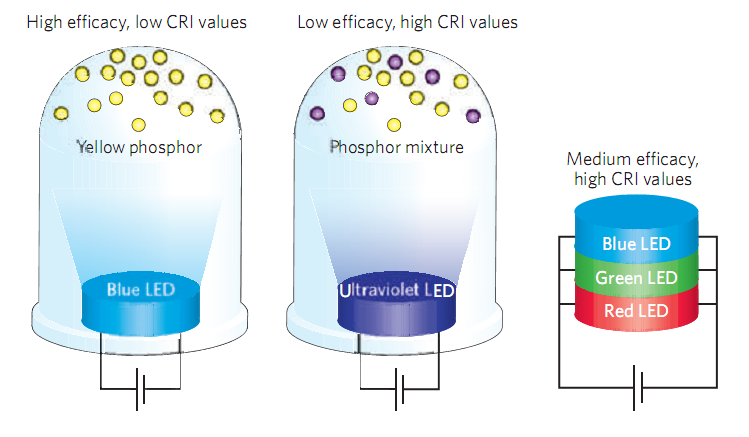 High efficacy, low CRI values
Low efficacy, high CRI values
Yellow phosphor
Phosphor mixture
Medium efficacy,
high CRI values
Blue LED
Green LED
Red LED
Blue LED
Ultraviolet LED